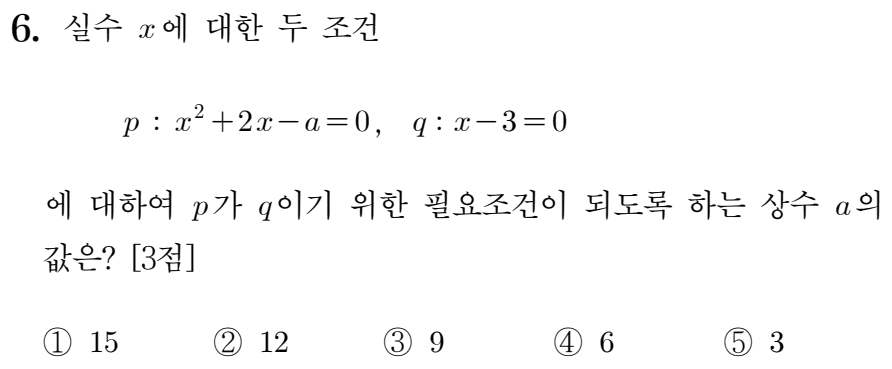 6. 실수 x에 대한 두 조건
p : x²+2x−a=0, q : x−3=0
에 대하여 p가 q이기 위한 필요조건이 되도록 하는 상수 a의
값은? [3점]
① 15 ② 12 ③ 9 ④ 6 ⑤ 3